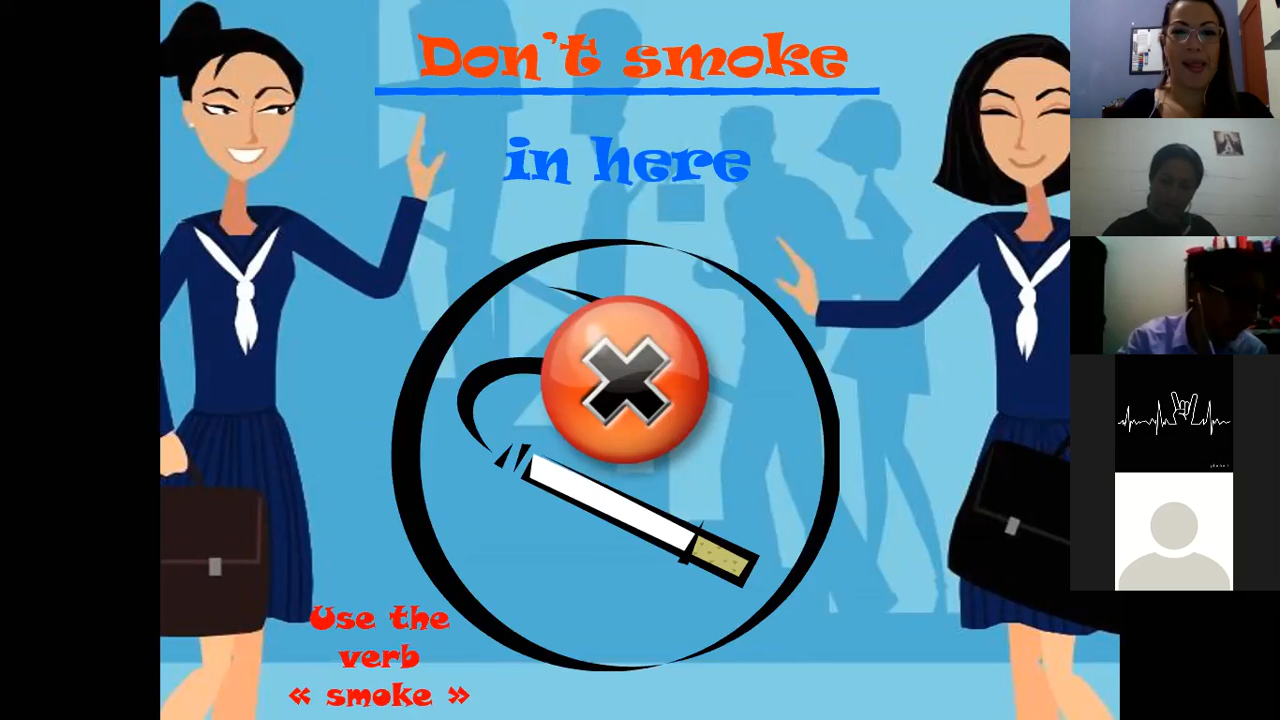 Don't smoke
in here
Use the
verb
« smoke »